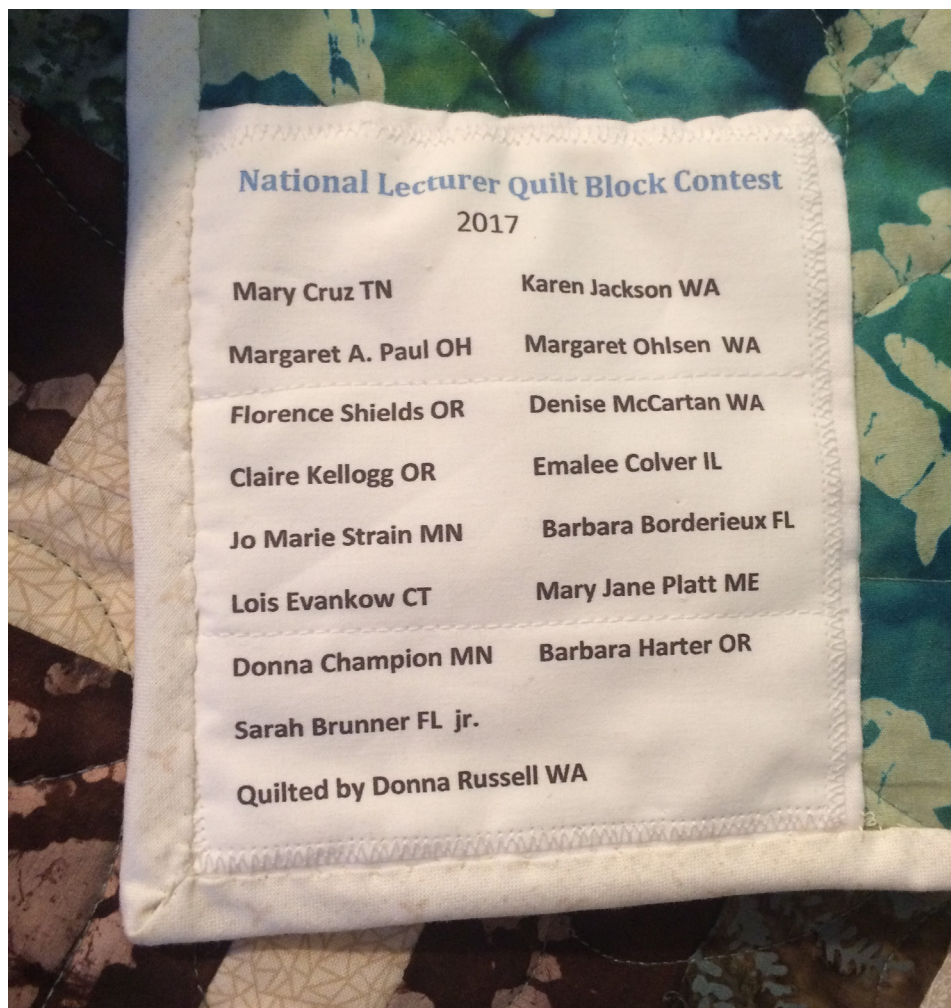 National Lecturer Quilt Block Contest
2017
Mary Cruz TN Karen Jackson WA
Margaret A. Paul OH Margaret Ohlsen WA
Florence Shields OR Denise McCartan WA
Claire Kellogg OR Emalee Colver IL
Jo Marie Strain MN Barbara Borderieux FL
Lois Evankow CT Mary Jane Platt ME
Donna Champion MN Barbara Harter OR
Sarah Brunner FL jr.
Quilted by Donna Russell WA